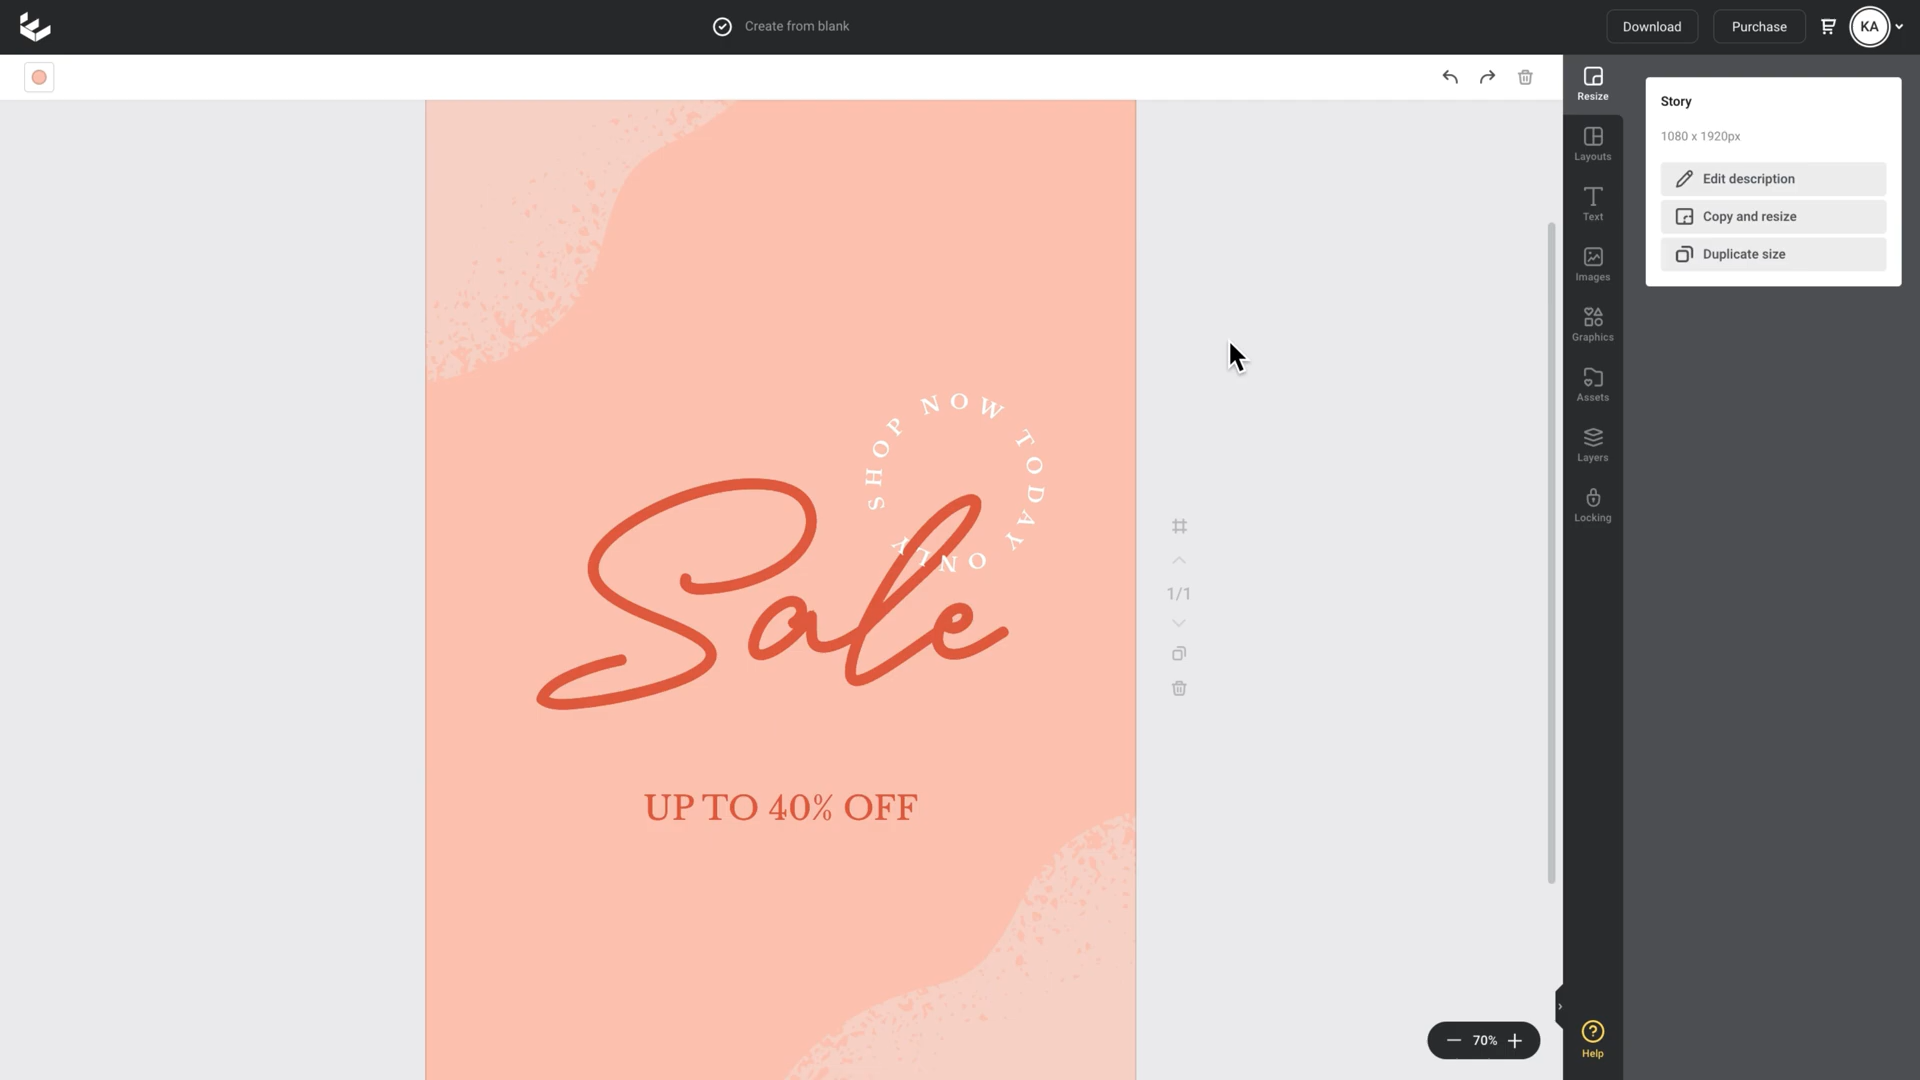 Create from blank
Download
Purchase
KA
Resize
Layouts
Text
Images
Graphics
Assets
Layers
Locking
Help
Story
1080 x 1920px
Edit description
Copy and resize
Duplicate size
SHOP NOW TODAY ONLY
Sale
UP TO 40% OFF
1/1
70%